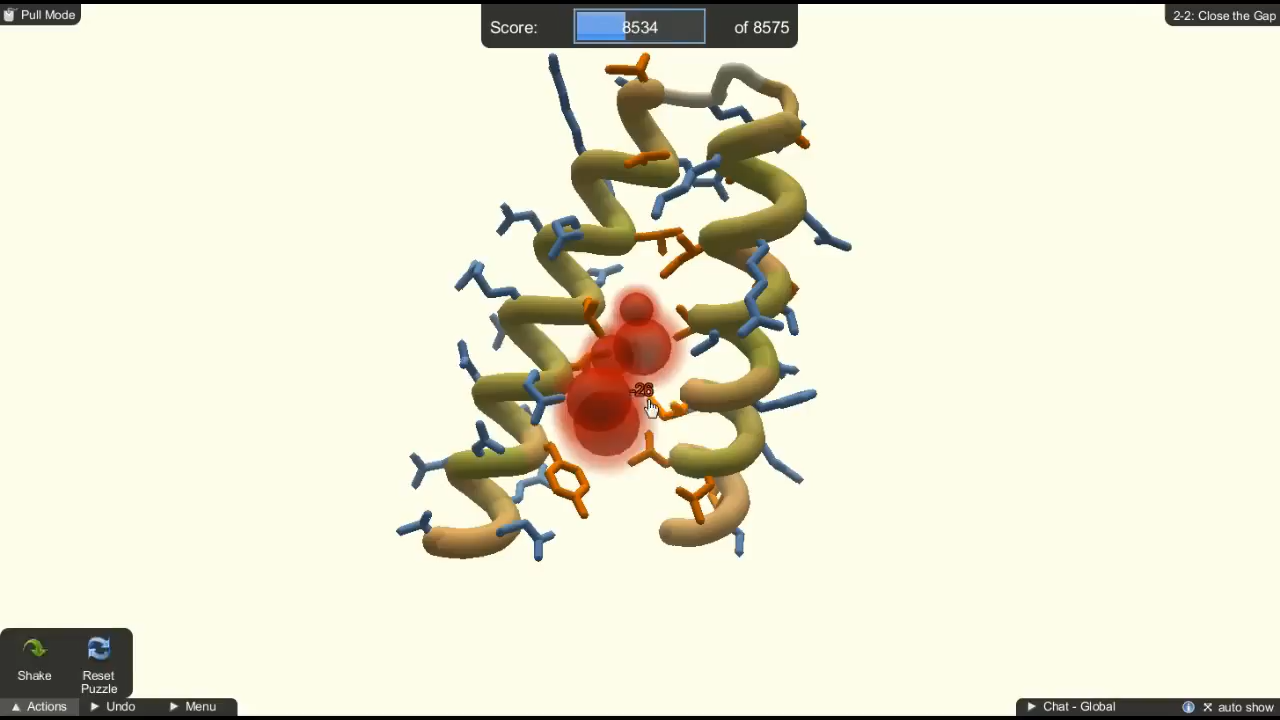 Pull Mode
Score: 8534 of 8575
2-2: Close the Gap
-26
Shake
Reset
Puzzle
Actions
Undo
Menu
Chat - Global
auto show